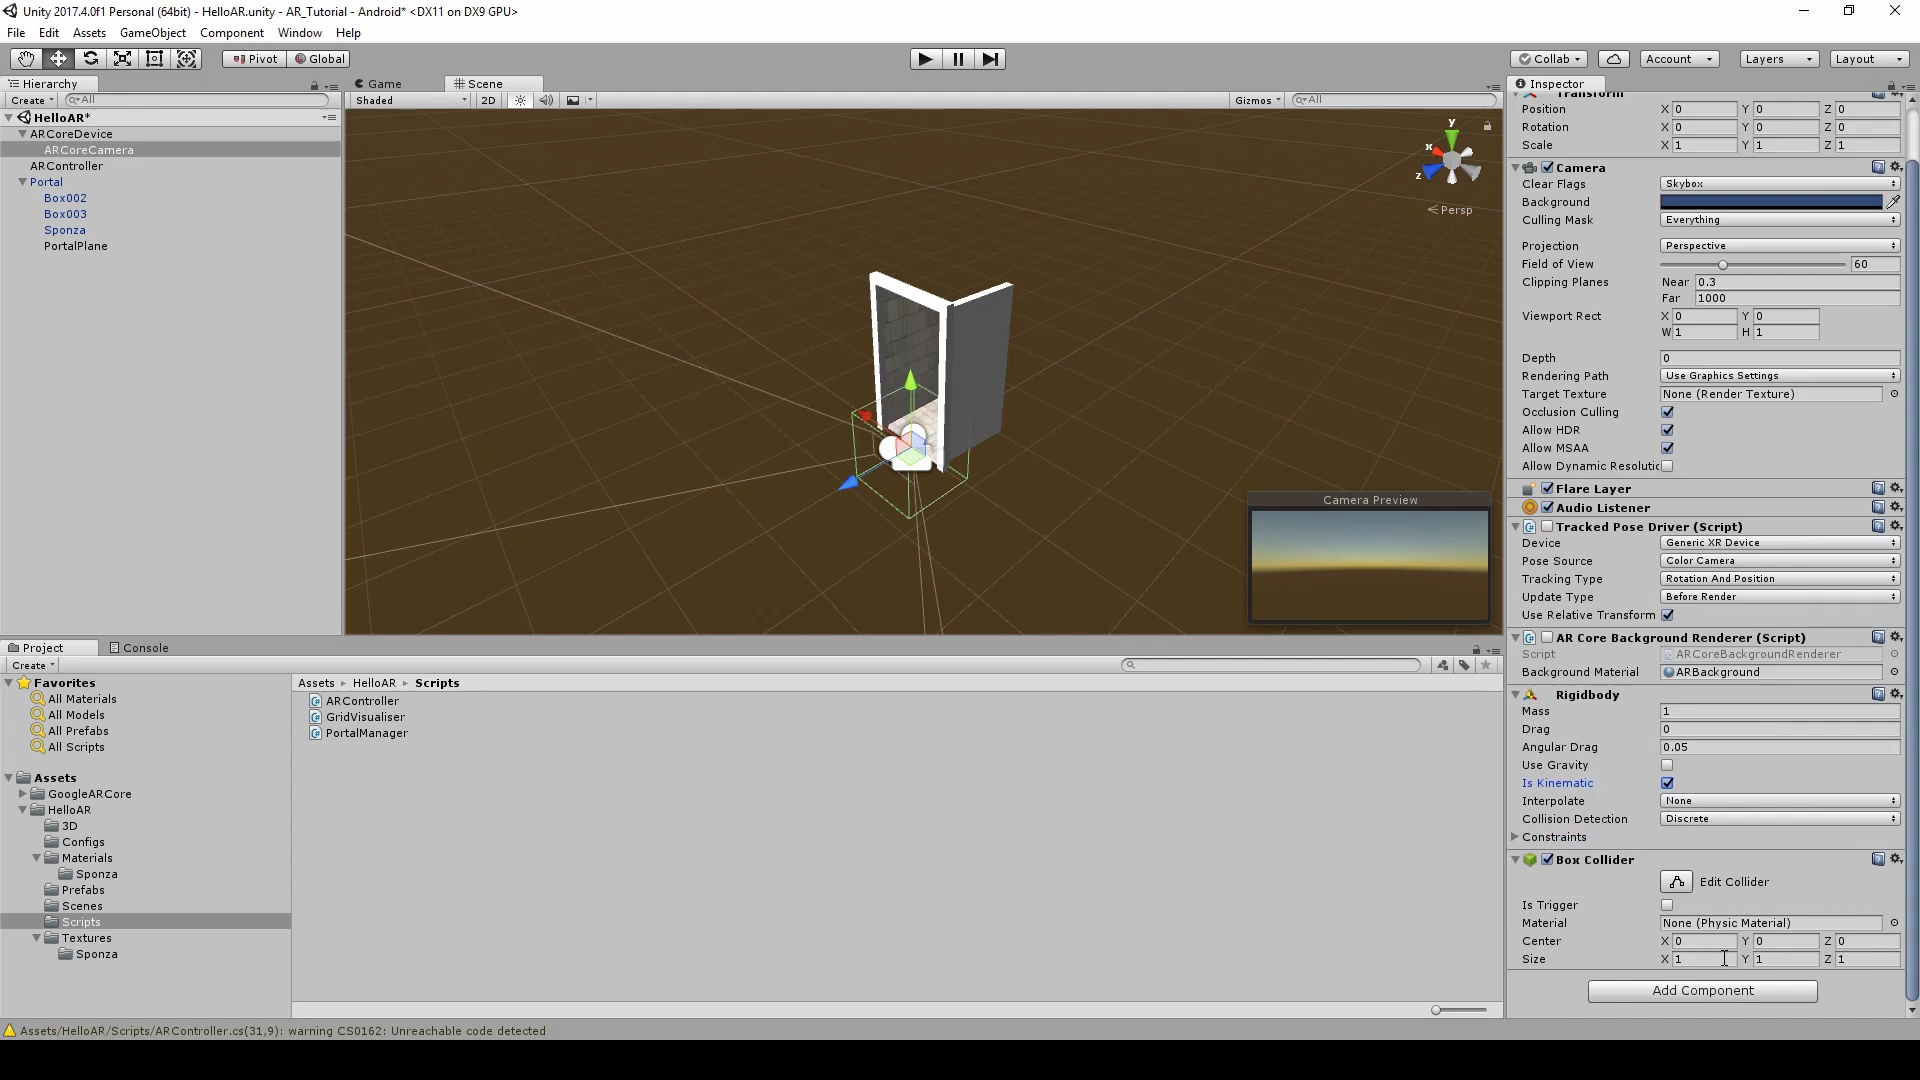 Unity 2017.4.0f1 Personal (64bit) - HelloAR.unity - AR_Tutorial - Android* <DX11 on DX9 GPU>
File Edit Assets GameObject Component Window Help
Pivot Global Collab Account Layers Layout
Hierarchy
Create All
HelloAR*
ARCoreDevice
ARCoreCamera
ARController
Portal
Box002
Box003
Sponza
PortalPlane
Game Scene
Shaded 2D Gizmos All
y
x
z
Persp
Camera Preview
Inspector
Transform
Position X 0 Y 0 Z 0
Rotation X 0 Y 0 Z 0
Scale X 1 Y 1 Z 1
Camera
Clear Flags Skybox
Background
Culling Mask Everything
Projection Perspective
Field of View 60
Clipping Planes Near 0.3
Far 1000
Viewport Rect X 0 Y 0
W 1 H 1
Depth 0
Rendering Path Use Graphics Settings
Target Texture None (Render Texture)
Occlusion Culling
Allow HDR
Allow MSAA
Allow Dynamic Resolutic
Flare Layer
Audio Listener
Tracked Pose Driver (Script)
Device Generic XR Device
Pose Source Color Camera
Tracking Type Rotation And Position
Update Type Before Render
Use Relative Transform
AR Core Background Renderer (Script)
Script ARCoreBackgroundRenderer
Background Material ARBackground
Rigidbody
Mass 1
Drag 0
Angular Drag 0.05
Use Gravity
Is Kinematic
Interpolate None
Collision Detection Discrete
Constraints
Box Collider
Edit Collider
Is Trigger
Material None (Physic Material)
Center X 0 Y 0 Z 0
Size X 1 Y 1 Z 1
Add Component
Project Console
Create
Favorites
All Materials
All Models
All Prefabs
All Scripts
Assets
GoogleARCore
HelloAR
3D
Configs
Materials
Sponza
Prefabs
Scenes
Scripts
Textures
Sponza
Assets HelloAR Scripts
ARController
GridVisualiser
PortalManager
Assets/HelloAR/Scripts/ARController.cs(31,9): warning CS0162: Unreachable code detected